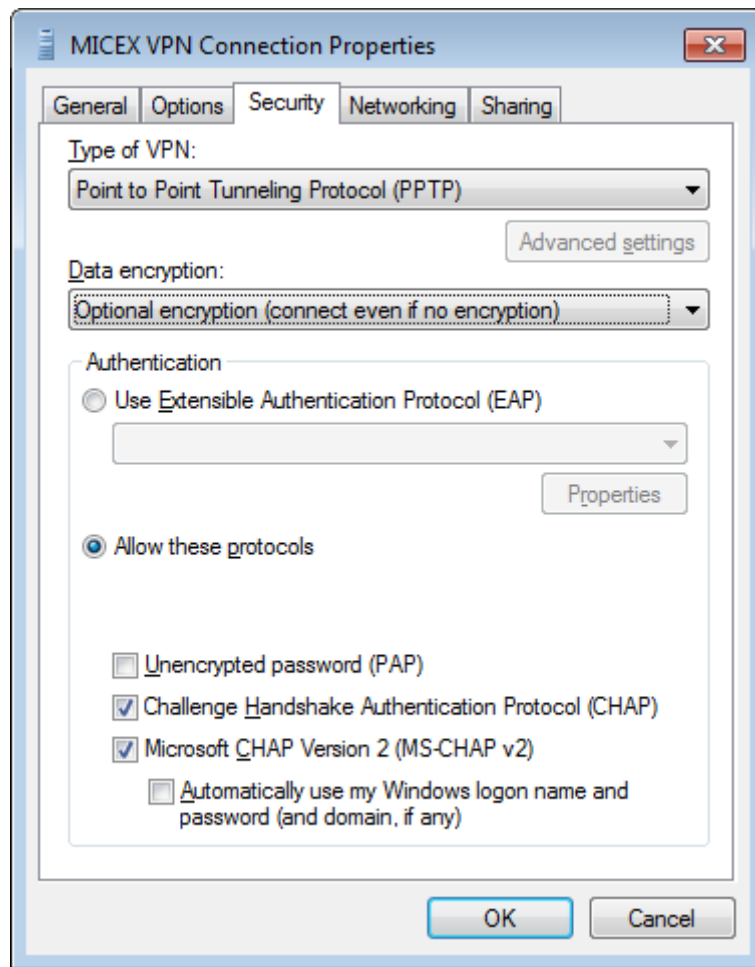 MICEX VPN Connection Properties
General Options Security Networking Sharing
Type of VPN:
Point to Point Tunneling Protocol (PPTP)
Advanced settings
Data encryption:
Optional encryption (connect even if no encryption)
Authentication
Use Extensible Authentication Protocol (EAP)
Properties
Allow these protocols
Unencrypted password (PAP)
Challenge Handshake Authentication Protocol (CHAP)
Microsoft CHAP Version 2 (MS-CHAP v2)
Automatically use my Windows logon name and
password (and domain, if any)
OK Cancel